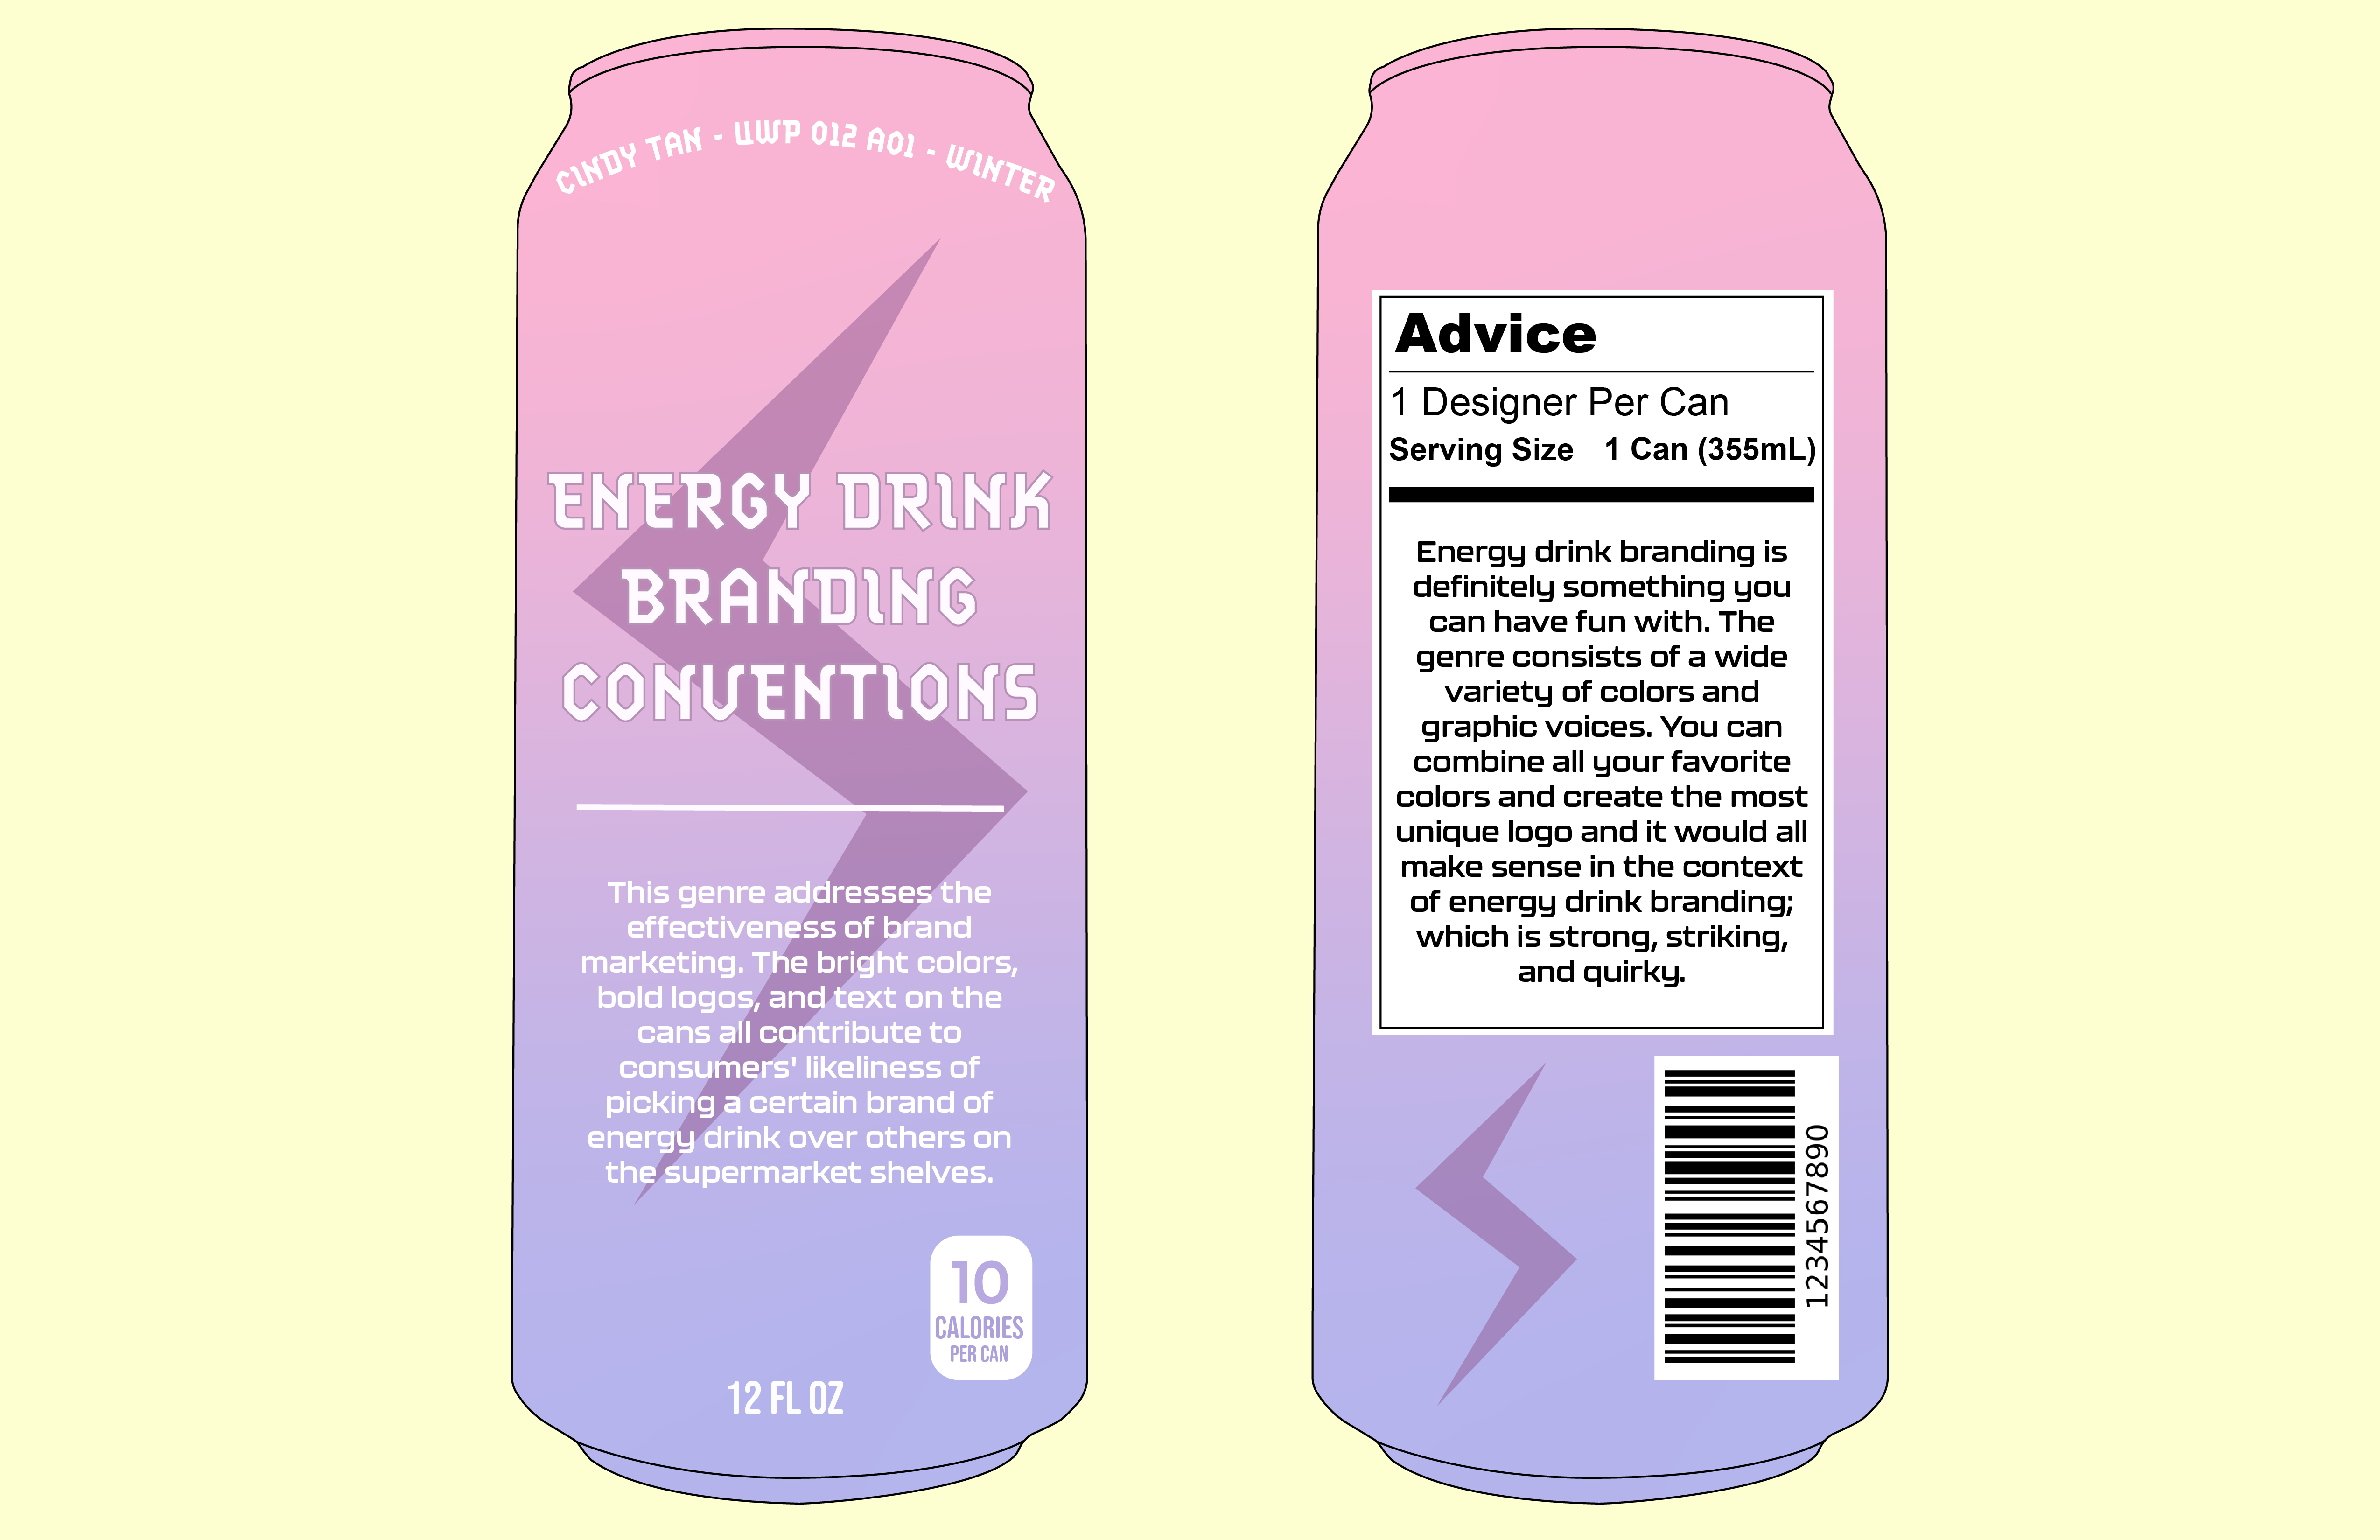 CINDY TAN - UWP 012 A01 - WINTER
ENERGY DRINK
BRANDING
CONVENTIONS
This genre addresses the
effectiveness of brand
marketing. The bright colors,
bold logos, and text on the
cans all contribute to
consumers' likeliness of
picking a certain brand of
energy drink over others on
the supermarket shelves.
10
CALORIES
PER CAN
12 FL OZ
Advice
1 Designer Per Can
Serving Size 1 Can (355mL)
Energy drink branding is
definitely something you
can have fun with. The
genre consists of a wide
variety of colors and
graphic voices. You can
combine all your favorite
colors and create the most
unique logo and it would all
make sense in the context
of energy drink branding;
which is strong, striking,
and quirky.
1234567890